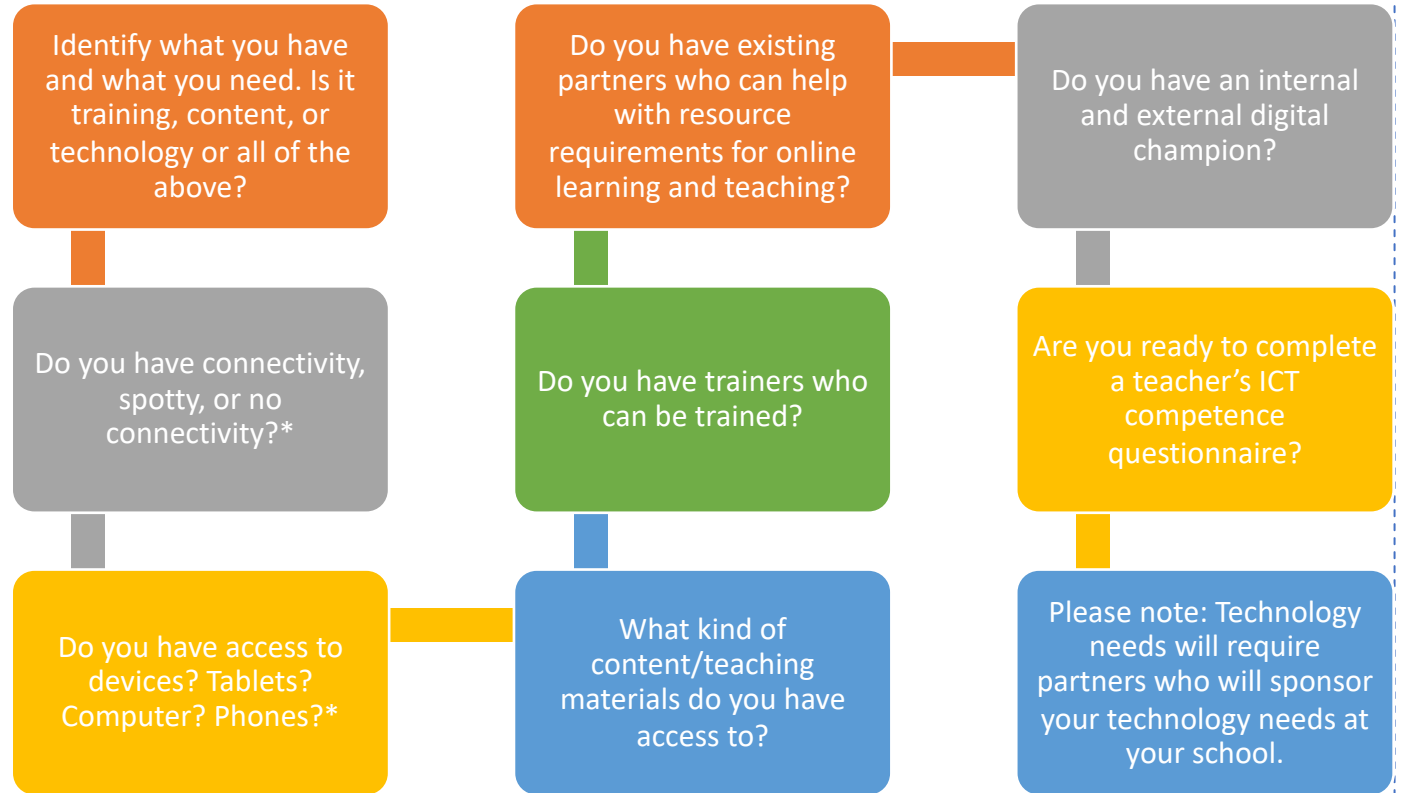 Identify what you have
and what you need. Is it
training, content, or
technology or all of the
above?
Do you have connectivity,
spotty, or no
connectivity?*
Do you have access to
devices? Tablets?
Computer? Phones?*
What kind of
content/teaching
materials do you have
access to?
Do you have trainers who
can be trained?
Do you have existing
partners who can help
with resource
requirements for online
learning and teaching?
Do you have an internal
and external digital
champion?
Are you ready to complete
a teacher’s ICT
competence
questionnaire?
Please note: Technology
needs will require
partners who will sponsor
your technology needs at
your school.